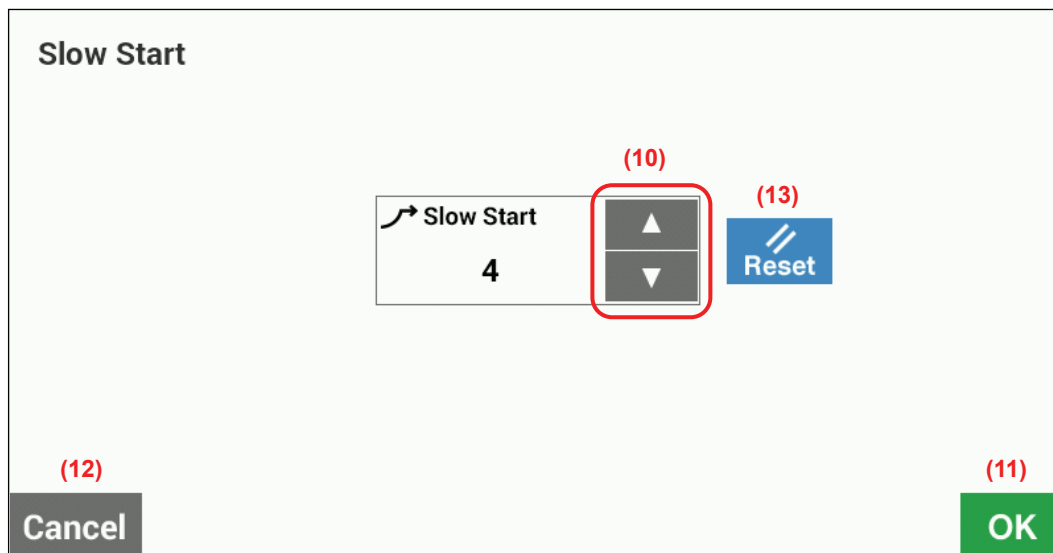 Slow Start
(10)
(13)
Slow Start
4
Reset
(12)
(11)
Cancel
OK